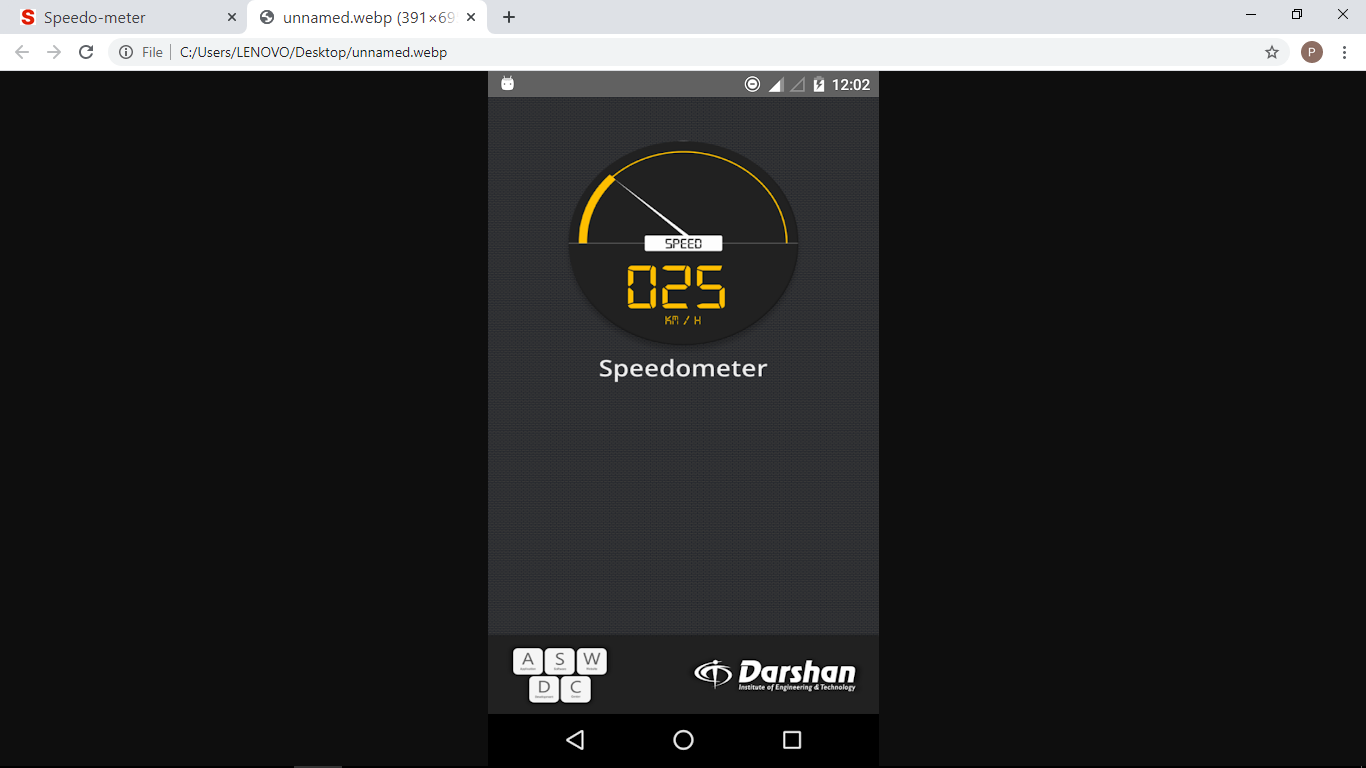 Speedo-meter
unnamed.webp (391×69
File
C:/Users/LENOVO/Desktop/unnamed.webp
P
12:02
SPEED
025
KM / H
Speedometer
A S W
D C
Darshan
Institute of Engineering & Technology